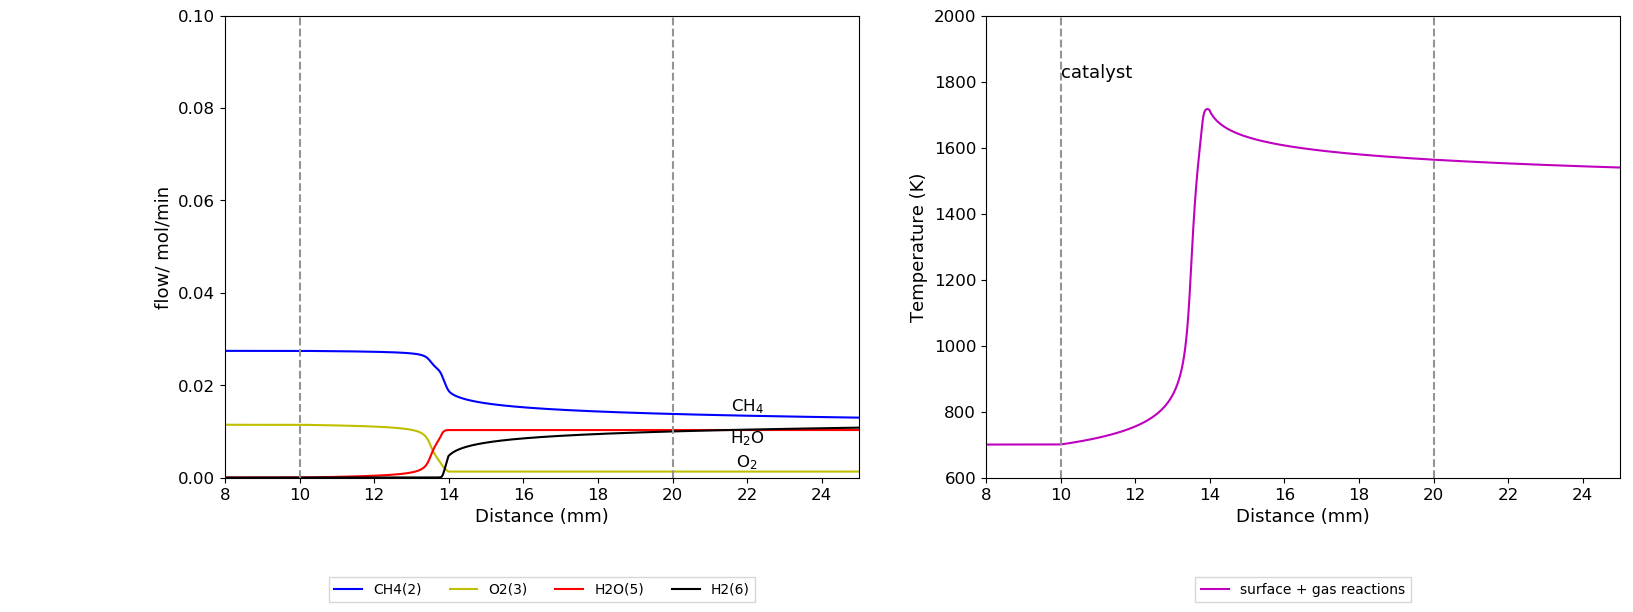 0.10
0.08
0.06
0.04
0.02
0.00
flow/ mol/min
8 10 12 14 16 18 20 22 24
Distance (mm)
CH4
H2O
O2
CH4(2) O2(3) H2O(5) H2(6)
2000
1800
1600
1400
1200
1000
800
600
Temperature (K)
catalyst
8 10 12 14 16 18 20 22 24
Distance (mm)
surface + gas reactions